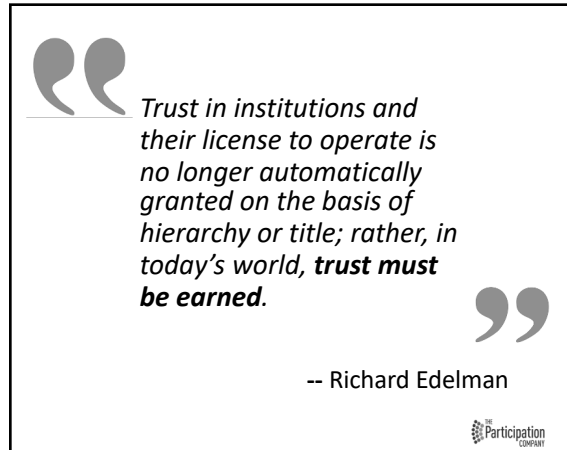 Trust in institutions and
their license to operate is
no longer automatically
granted on the basis of
hierarchy or title; rather, in
today’s world, trust must
be earned.
-- Richard Edelman
THE
Participation
COMPANY